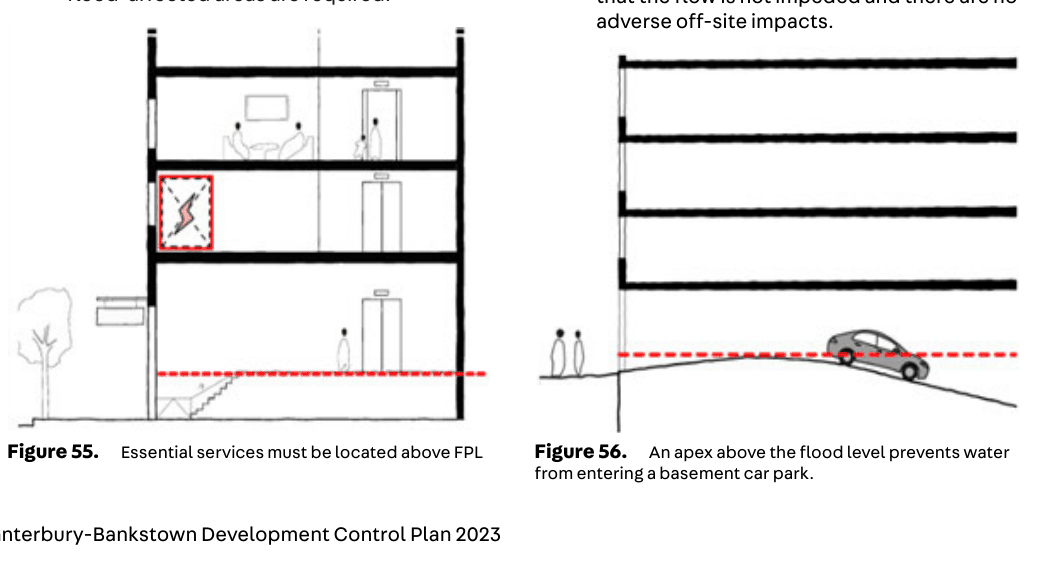 that the flow is not impeded and there are no
adverse off-site impacts.
Figure 55. Essential services must be located above FPL
Figure 56. An apex above the flood level prevents water
from entering a basement car park.
anterbury-Bankstown Development Control Plan 2023